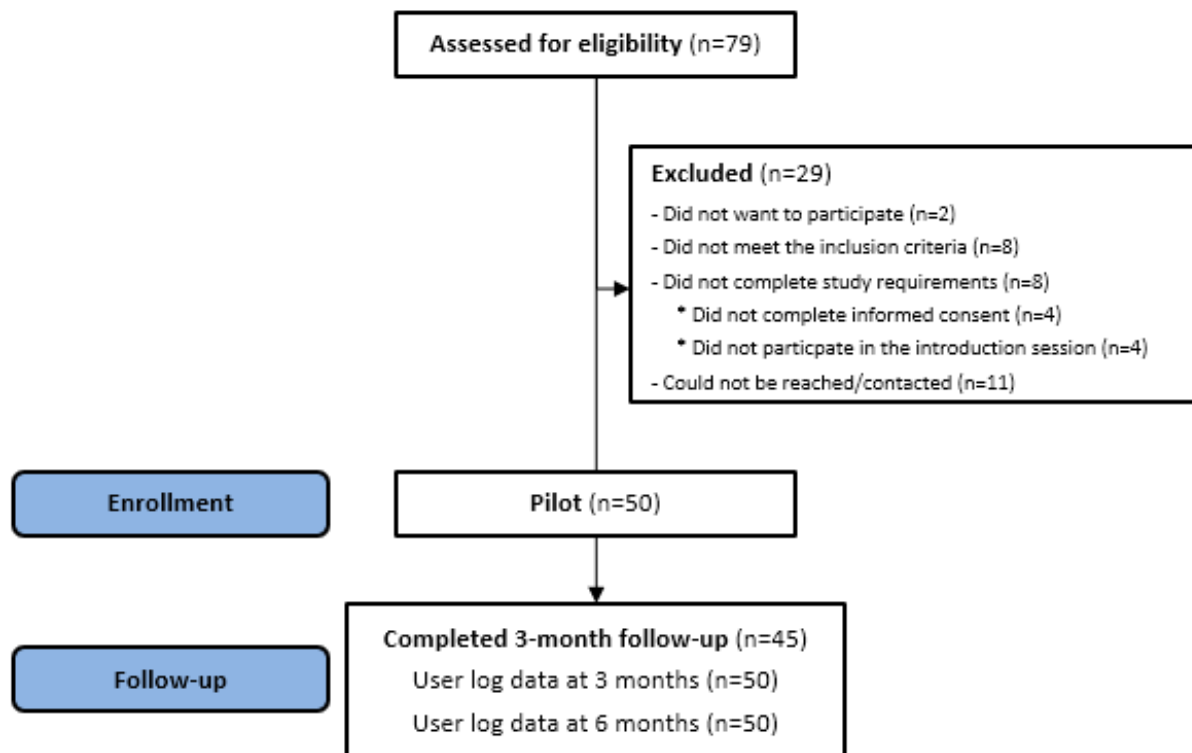 Assessed for eligibility (n=79)
Excluded (n=29)
- Did not want to participate (n=2)
- Did not meet the inclusion criteria (n=8)
- Did not complete study requirements (n=8)
* Did not complete informed consent (n=4)
* Did not particpate in the introduction session (n=4)
- Could not be reached/contacted (n=11)
Enrollment
Pilot (n=50)
Follow-up
Completed 3-month follow-up (n=45)
User log data at 3 months (n=50)
User log data at 6 months (n=50)